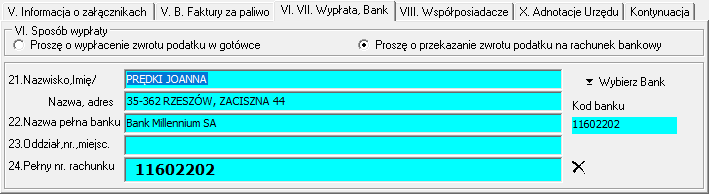 V. Informacja o załącznikach V. B. Faktury za paliwo VI. VII. Wypłata, Bank VIII. Współposiadacze X. Adnotacje Urzędu Kontynuacja
VI. Sposób wypłaty
Proszę o wypłacenie zwrotu podatku w gotówce Proszę o przekazanie zwrotu podatku na rachunek bankowy
21.Nazwisko,Imię/ PRĘDKI JOANNA Wybierz Bank
Nazwa, adres 35-362 RZESZÓW, ZACISZNA 44 Kod banku
22.Nazwa pełna banku Bank Millennium SA 11602202
23.Oddział,nr.,miejsc.
24.Pełny nr. rachunku 11602202